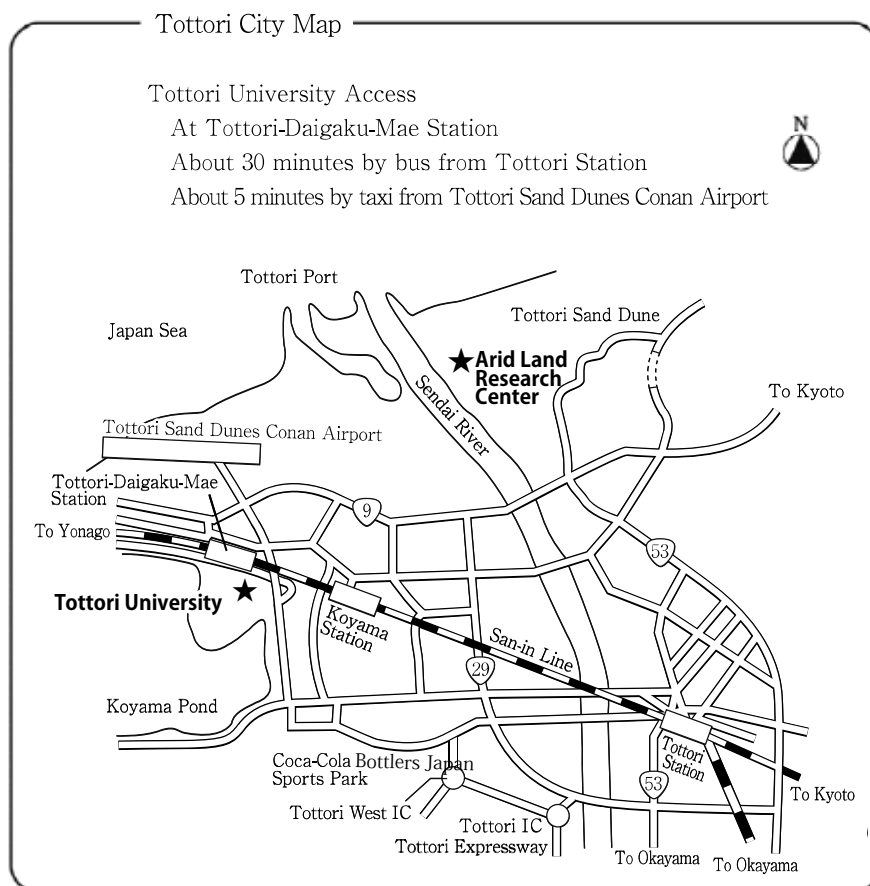 Tottori City Map
Tottori University Access
At Tottori-Daigaku-Mae Station
About 30 minutes by bus from Tottori Station
About 5 minutes by taxi from Tottori Sand Dunes Conan Airport
N
Tottori Port
Tottori Sand Dune
Japan Sea
Arid Land
Research
Center
To Kyoto
Sendai River
Tottori Sand Dunes Conan Airport
Tottori-Daigaku-Mae
Station
9
To Yonago
53
Tottori University
Koyama
Station
San-in Line
29
Koyama Pond
Tottori
Station
Coca-Cola Bottlers Japan
Sports Park
53
To Kyoto
Tottori West IC
Tottori IC
Tottori Expressway
To Okayama
To Okayama